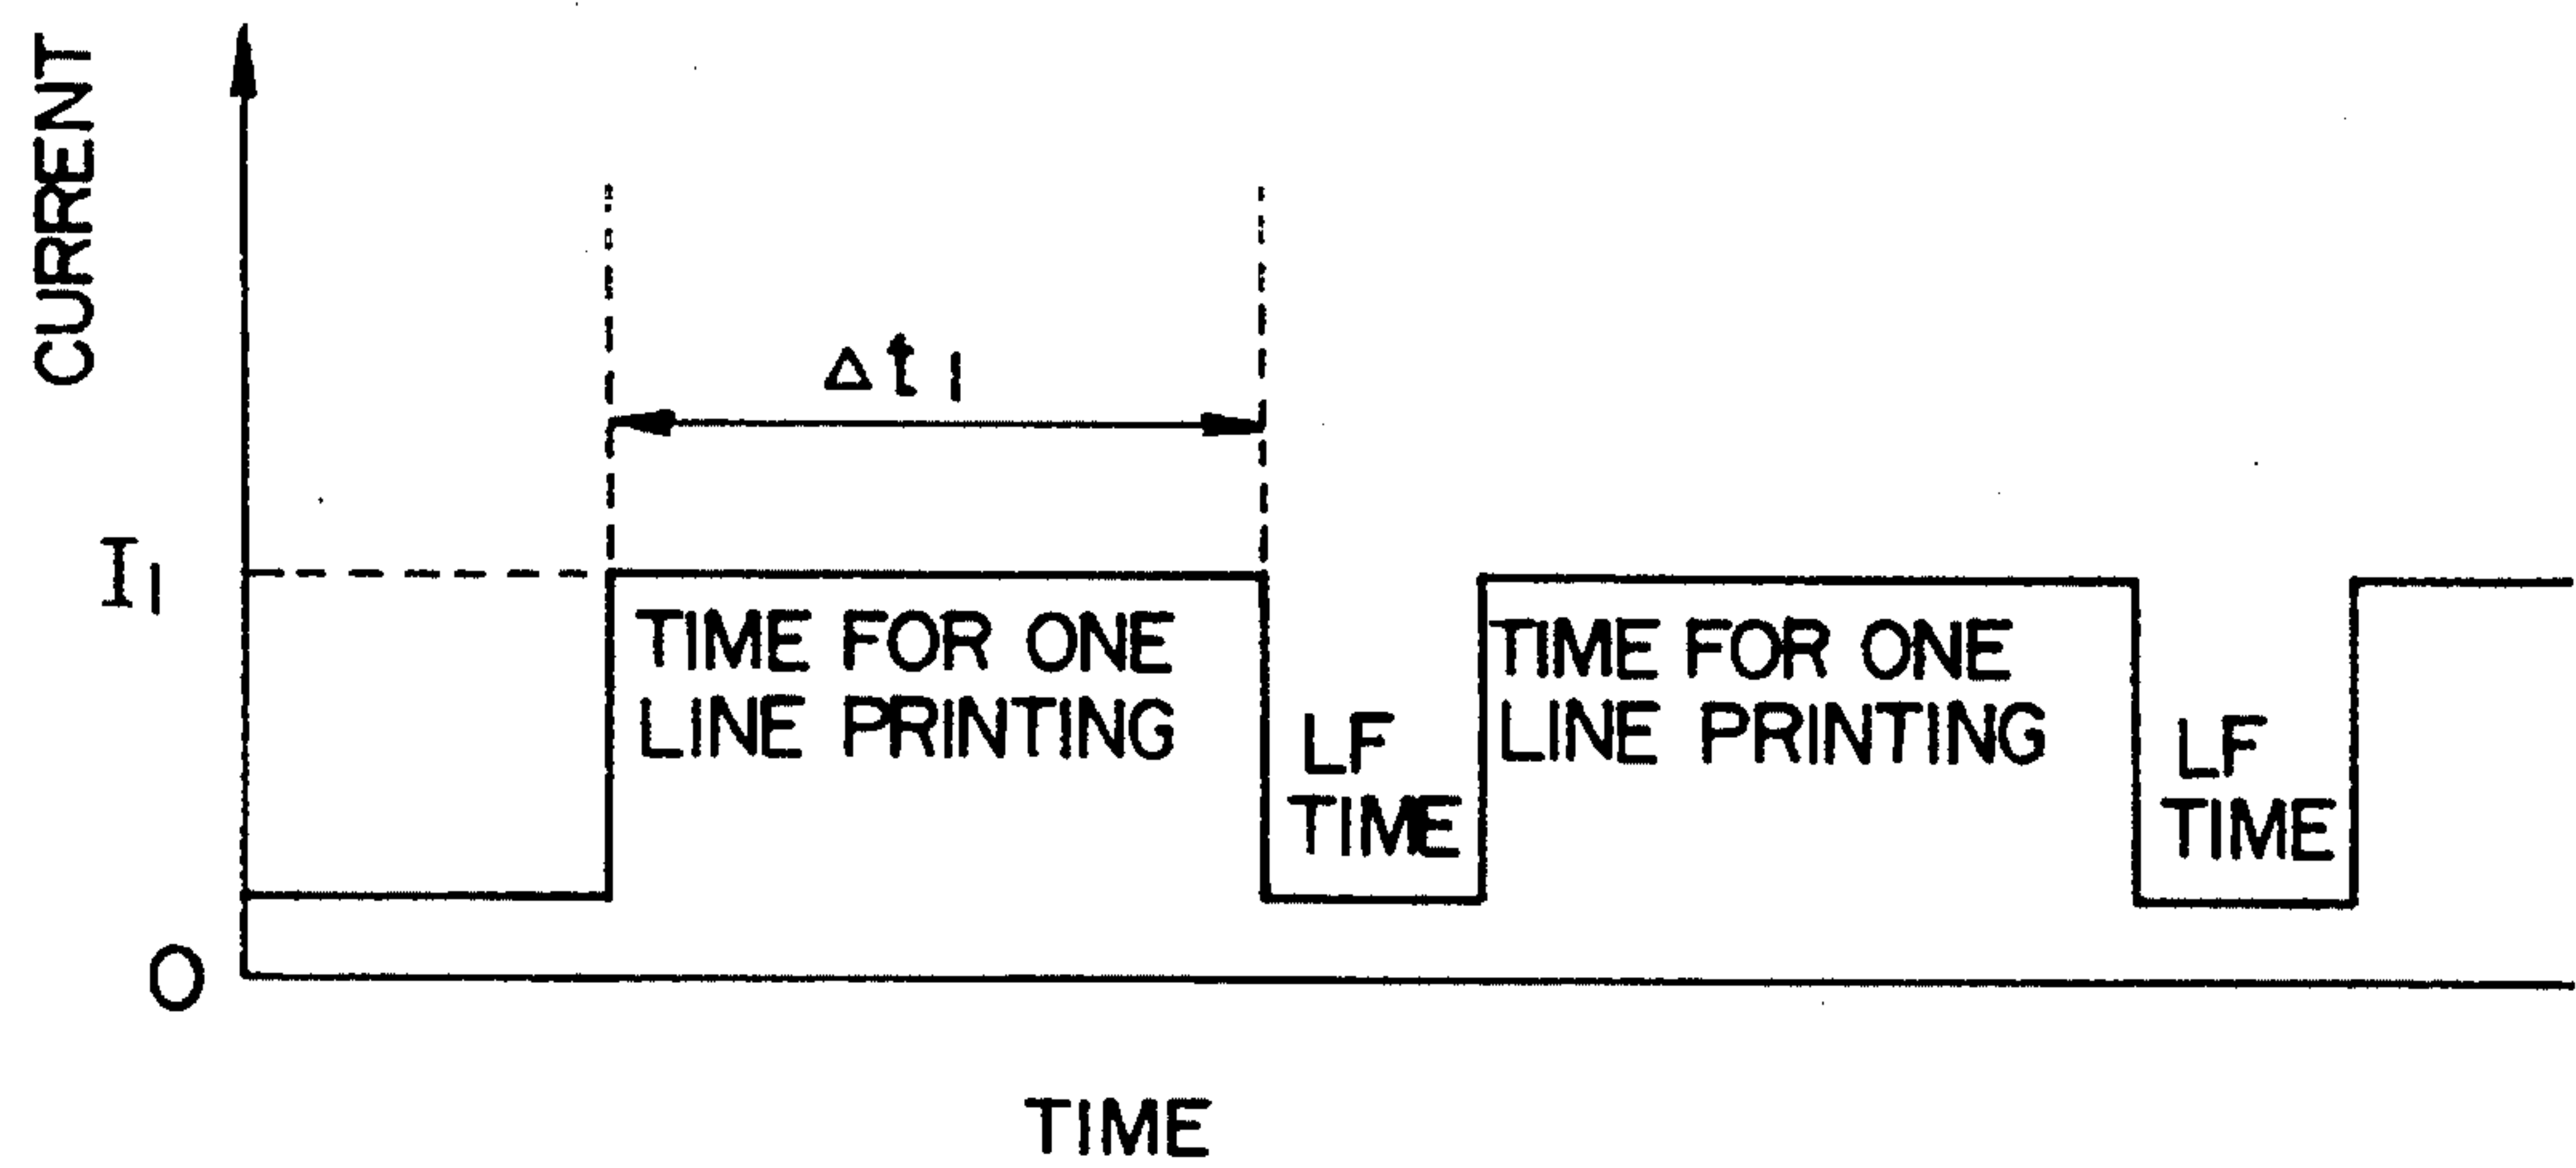 CURRENT
Δt1
I1
TIME FOR ONE
LINE PRINTING
LF
TIME
TIME FOR ONE
LINE PRINTING
LF
TIME
O
TIME